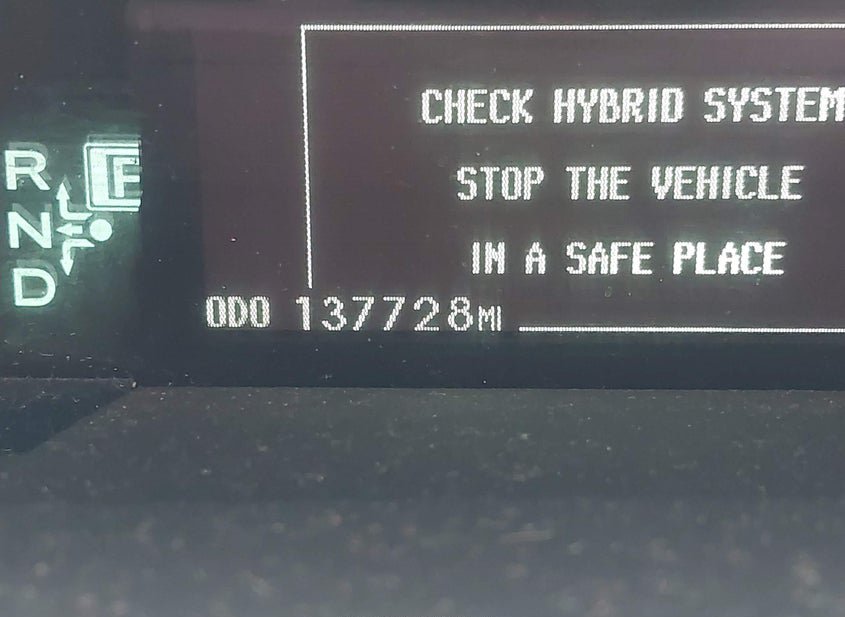 CHECK HYBRID SYSTEM
STOP THE VEHICLE
IN A SAFE PLACE
R
N
D
ODO 137728MI